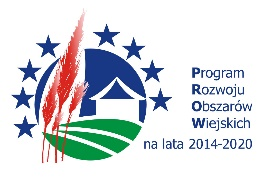 Program
Rozwoju
Obszarów
Wiejskich
na lata 2014-2020